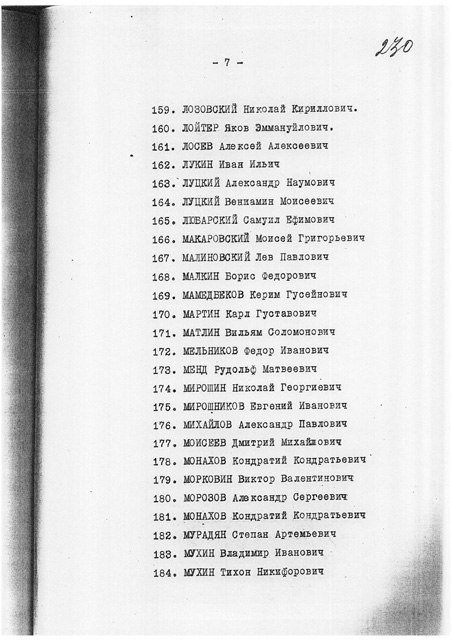 230
- 7 -
159. ЛОЗОВСКИЙ Николай Кириллович.
160. ЛОЙТЕР Яков Эммануйлович.
161. ЛОСЕВ Алексей Алексеевич
162. ЛУКИН Иван Ильич
163. ЛУЦКИЙ Александр Наумович
164. ЛУЦКИЙ Вениамин Моисеевич
165. ЛЮБАРСКИЙ Самуил Ефимович
166. МАКАРОВСКИЙ Моисей Григорьевич
167. МАЛИНОВСКИЙ Лев Павлович
168. МАЛКИН Борис Федорович
169. МАМЕДБЕКОВ Керим Гусейнович
170. МАРТИН Карл Густавович
171. МАТЛИН Вильям Соломонович
172. МЕЛЬНИКОВ Федор Иванович
173. МЕНД Рудольф Матвеевич
174. МИРОШИН Николай Георгиевич
175. МИРОШНИКОВ Евгений Иванович
176. МИХАЙЛОВ Александр Павлович
177. МОИСЕЕВ Дмитрий Михайлович
178. МОНАХОВ Кондратий Кондратьевич
179. МОРКОВИН Виктор Валентинович
180. МОРОЗОВ Александр Сергеевич
181. МОНАХОВ Кондратий Кондратьевич
182. МУРАДЯН Степан Артемьевич
183. МУХИН Владимир Иванович
184. МУХИН Тихон Никифорович